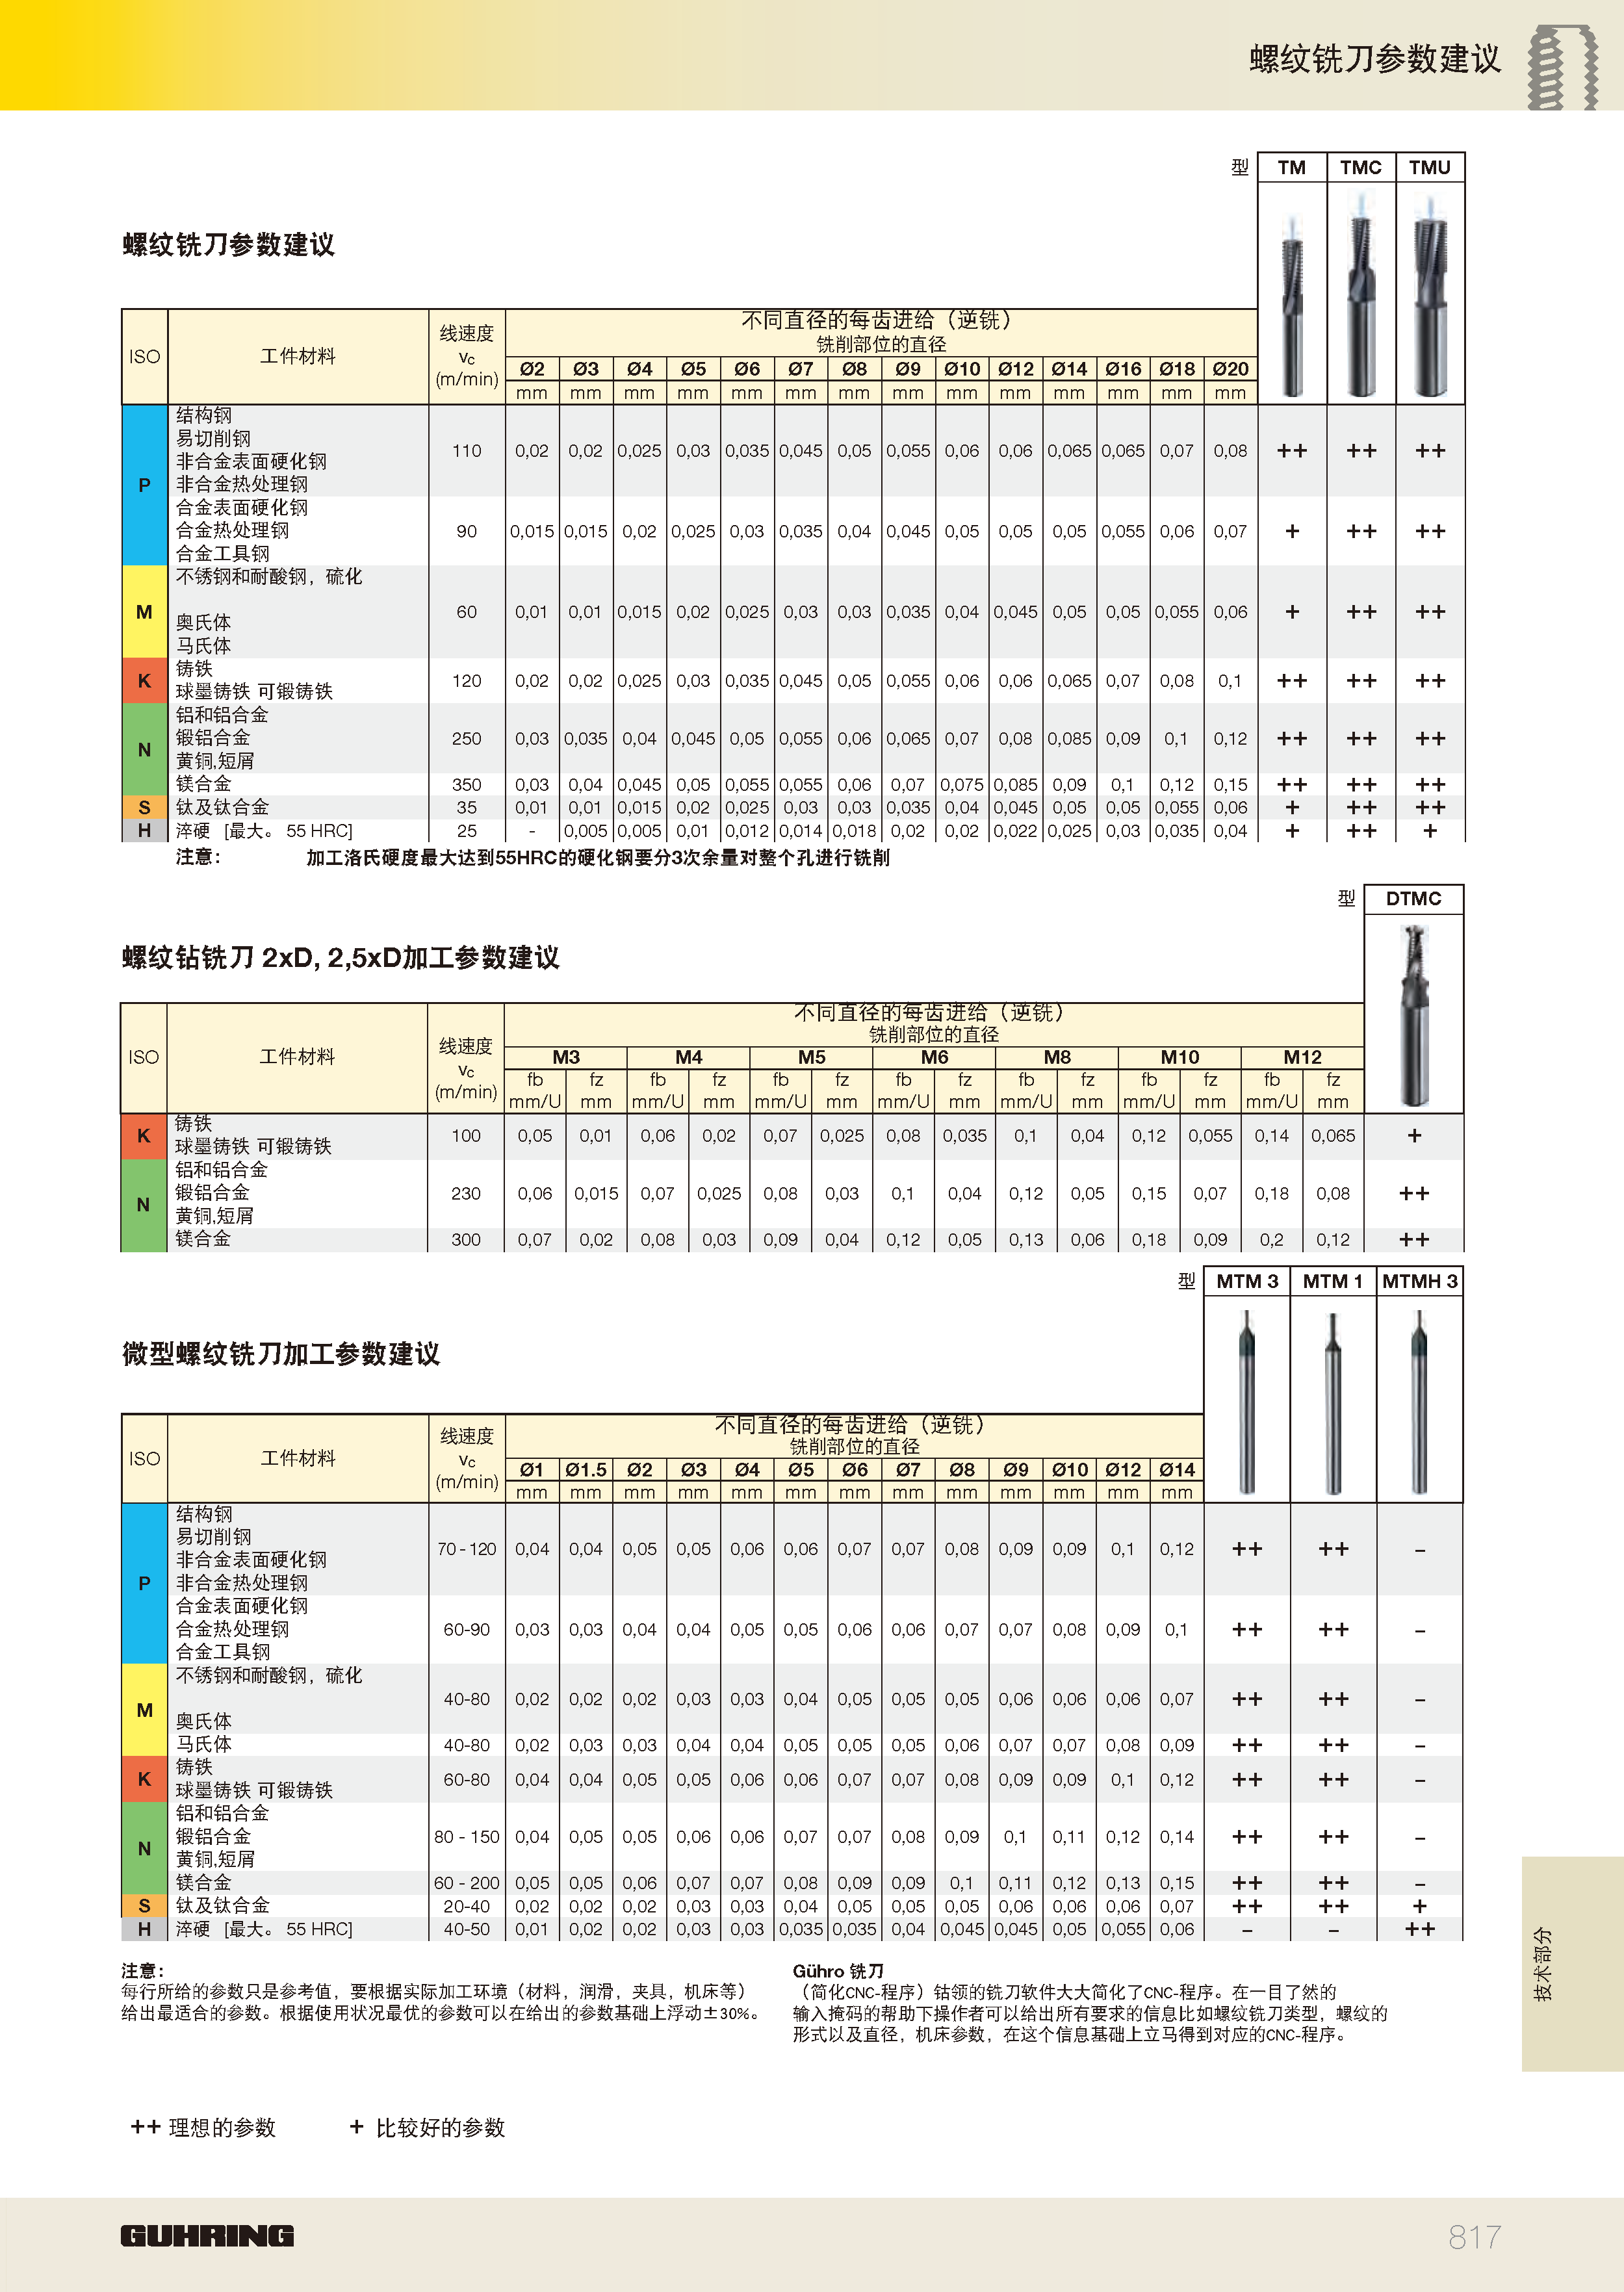 螺纹铣刀参数建议
型 TM TMC TMU
螺纹铣刀参数建议
ISO 工件材料 线速度 vc (m/min) 不同直径的每齿进给（逆铣）
铣削部位的直径
Ø2 Ø3 Ø4 Ø5 Ø6 Ø7 Ø8 Ø9 Ø10 Ø12 Ø14 Ø16 Ø18 Ø20
mm mm mm mm mm mm mm mm mm mm mm mm mm mm
P
结构钢
易切削钢
非合金表面硬化钢
非合金热处理钢
110 0,02 0,02 0,025 0,03 0,035 0,045 0,05 0,055 0,06 0,06 0,065 0,065 0,07 0,08 ++ ++ ++
合金表面硬化钢
合金热处理钢
合金工具钢
90 0,015 0,015 0,02 0,025 0,03 0,035 0,04 0,045 0,05 0,05 0,05 0,055 0,06 0,07 + ++ ++
M
不锈钢和耐酸钢，硫化
奥氏体
马氏体
60 0,01 0,01 0,015 0,02 0,025 0,03 0,03 0,035 0,04 0,045 0,05 0,05 0,055 0,06 + ++ ++
K
铸铁
球墨铸铁 可锻铸铁
120 0,02 0,02 0,025 0,03 0,035 0,045 0,05 0,055 0,06 0,06 0,065 0,07 0,08 0,1 ++ ++ ++
N
铝和铝合金
锻铝合金
黄铜,短屑
250 0,03 0,035 0,04 0,045 0,05 0,055 0,06 0,065 0,07 0,08 0,085 0,09 0,1 0,12 ++ ++ ++
镁合金 350 0,03 0,04 0,045 0,05 0,055 0,055 0,06 0,07 0,075 0,085 0,09 0,1 0,12 0,15 ++ ++ ++
S 钛及钛合金 35 0,01 0,01 0,015 0,02 0,025 0,03 0,03 0,035 0,04 0,045 0,05 0,05 0,055 0,06 + ++ ++
H 淬硬 [最大。 55 HRC] 25 - 0,005 0,005 0,01 0,012 0,014 0,018 0,02 0,02 0,022 0,025 0,03 0,035 0,04 + ++ +
注意： 加工洛氏硬度最大达到55HRC的硬化钢要分3次余量对整个孔进行铣削
型 DTMC
螺纹钻铣刀 2xD, 2,5xD加工参数建议
ISO 工件材料 线速度 vc (m/min) 不同直径的每齿进给（逆铣）
铣削部位的直径
M3 M4 M5 M6 M8 M10 M12
fb fz fb fz fb fz fb fz fb fz fb fz fb fz
mm/U mm mm/U mm mm/U mm mm/U mm mm/U mm mm/U mm mm/U mm
K
铸铁
球墨铸铁 可锻铸铁
100 0,05 0,01 0,06 0,02 0,07 0,025 0,08 0,035 0,1 0,04 0,12 0,055 0,14 0,065 +
N
铝和铝合金
锻铝合金
黄铜,短屑
230 0,06 0,015 0,07 0,025 0,08 0,03 0,1 0,04 0,12 0,05 0,15 0,07 0,18 0,08 ++
镁合金 300 0,07 0,02 0,08 0,03 0,09 0,04 0,12 0,05 0,13 0,06 0,18 0,09 0,2 0,12 ++
型 MTM 3 MTM 1 MTMH 3
微型螺纹铣刀加工参数建议
ISO 工件材料 线速度 vc (m/min) 不同直径的每齿进给（逆铣）
铣削部位的直径
Ø1 Ø1.5 Ø2 Ø3 Ø4 Ø5 Ø6 Ø7 Ø8 Ø9 Ø10 Ø12 Ø14
mm mm mm mm mm mm mm mm mm mm mm mm mm
P
结构钢
易切削钢
非合金表面硬化钢
非合金热处理钢
70 - 120 0,04 0,04 0,05 0,05 0,06 0,06 0,07 0,07 0,08 0,09 0,09 0,1 0,12 ++ ++ –
合金表面硬化钢
合金热处理钢
合金工具钢
60-90 0,03 0,03 0,04 0,04 0,05 0,05 0,06 0,06 0,07 0,07 0,08 0,09 0,1 ++ ++ –
M
不锈钢和耐酸钢，硫化
奥氏体
40-80 0,02 0,02 0,02 0,03 0,03 0,04 0,05 0,05 0,05 0,06 0,06 0,06 0,07 ++ ++ –
马氏体 40-80 0,02 0,03 0,03 0,04 0,04 0,05 0,05 0,05 0,06 0,07 0,07 0,08 0,09 ++ ++ –
K
铸铁
球墨铸铁 可锻铸铁
60-80 0,04 0,04 0,05 0,05 0,06 0,06 0,07 0,07 0,08 0,09 0,09 0,1 0,12 ++ ++ –
N
铝和铝合金
锻铝合金
黄铜,短屑
80 - 150 0,04 0,05 0,05 0,06 0,06 0,07 0,07 0,08 0,09 0,1 0,11 0,12 0,14 ++ ++ –
镁合金 60 - 200 0,05 0,05 0,06 0,07 0,07 0,08 0,09 0,09 0,1 0,11 0,12 0,13 0,15 ++ ++ –
S 钛及钛合金 20-40 0,02 0,02 0,02 0,03 0,03 0,04 0,05 0,05 0,05 0,06 0,06 0,06 0,07 ++ ++ +
H 淬硬 [最大。 55 HRC] 40-50 0,01 0,02 0,02 0,03 0,03 0,035 0,035 0,04 0,045 0,045 0,05 0,055 0,06 – – ++
注意：
每行所给的参数只是参考值，要根据实际加工环境（材料，润滑，夹具，机床等）
给出最适合的参数。根据使用状况最优的参数可以在给出的参数基础上浮动±30%。
Gühro 铣刀
（简化CNC-程序）钴领的铣刀软件大大简化了CNC-程序。在一目了然的
输入掩码的帮助下操作者可以给出所有要求的信息比如螺纹铣刀类型，螺纹的
形式以及直径，机床参数，在这个信息基础上立马得到对应的CNC-程序。
技术部分
++ 理想的参数 + 比较好的参数
GUHRING
817